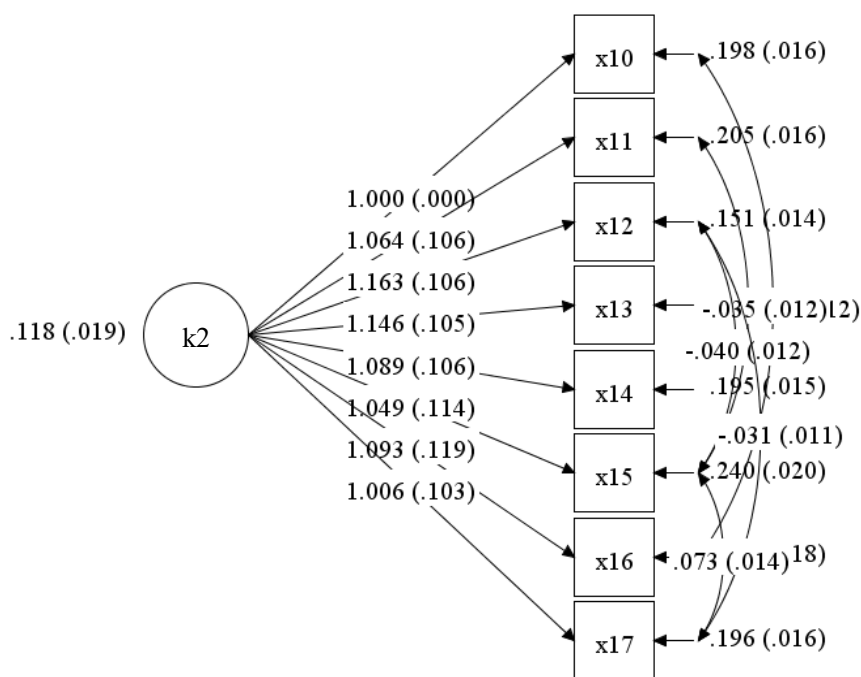 x10
.198 (.016)
x11
.205 (.016)
1.000 (.000)
x12
.151 (.014)
1.064 (.106)
1.163 (.106)
x13
-.035 (.012)
.118 (.019)
k2
1.146 (.105)
-.040 (.012)
1.089 (.106)
x14
.195 (.015)
1.049 (.114)
-.031 (.011)
1.093 (.119)
x15
.240 (.020)
1.006 (.103)
x16
.073 (.014)
18)
x17
.196 (.016)